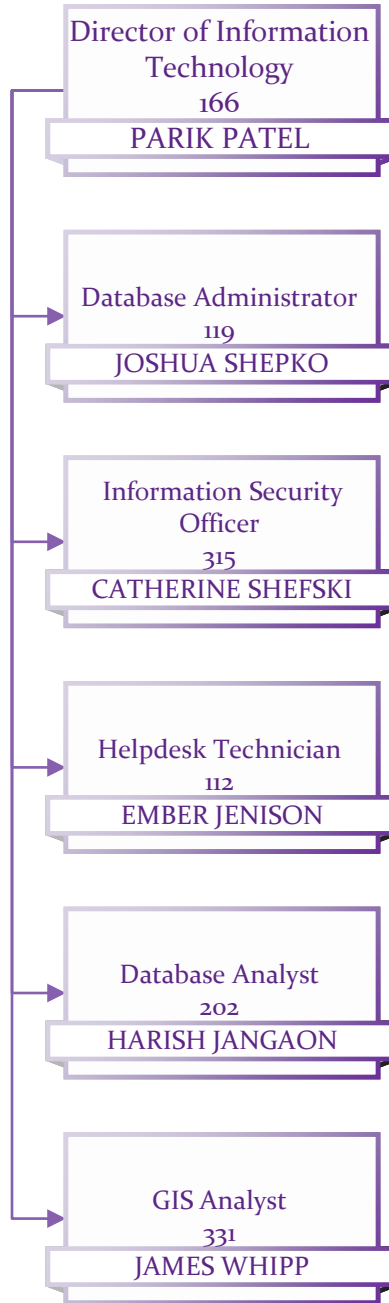 Director of Information
Technology
166
PARIK PATEL
Database Administrator
119
JOSHUA SHEPKO
Information Security
Officer
315
CATHERINE SHEFSKI
Helpdesk Technician
112
EMBER JENISON
Database Analyst
202
HARISH JANGAON
GIS Analyst
331
JAMES WHIPP